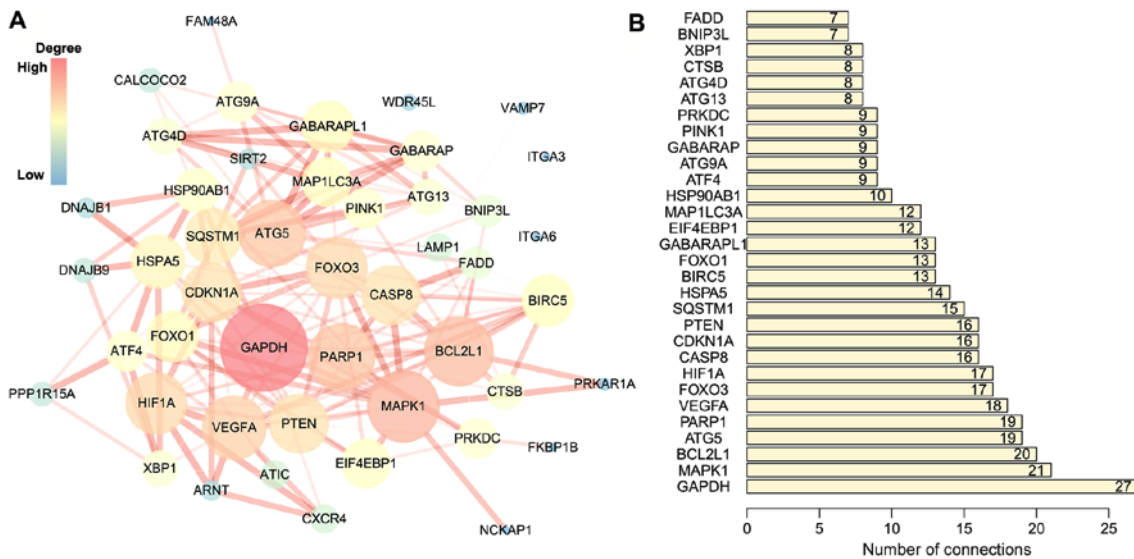 A
Degree
High
Low
FAM48A
CALCOCO2
ATG9A
WDR45L
VAMP7
ATG4D
GABARAPL1
GABARAP
ITGA3
SIRT2
HSP90AB1
MAP1LC3A
ATG13
DNAJB1
PINK1
BNIP3L
SQSTM1
ATG5
ITGA6
LAMP1
DNAJB9
HSPA5
FOXO3
FADD
CDKN1A
CASP8
BIRC5
FOXO1
GAPDH
PARP1
BCL2L1
ATF4
PPP1R15A
CTSB
PRKAR1A
HIF1A
VEGFA
PTEN
MAPK1
PRKDC
FKBP1B
XBP1
ATIC
EIF4EBP1
ARNT
CXCR4
NCKAP1
B
FADD 7
BNIP3L 7
XBP1 8
CTSB 8
ATG4D 8
ATG13 8
PRKDC 9
PINK1 9
GABARAP 9
ATG9A 9
ATF4 9
HSP90AB1 10
MAP1LC3A 12
EIF4EBP1 12
GABARAPL1 13
FOXO1 13
BIRC5 13
HSPA5 14
SQSTM1 15
PTEN 16
CDKN1A 16
CASP8 16
HIF1A 17
FOXO3 17
VEGFA 18
PARP1 19
ATG5 19
BCL2L1 20
MAPK1 21
GAPDH 27
0 5 10 15 20 25
Number of connections